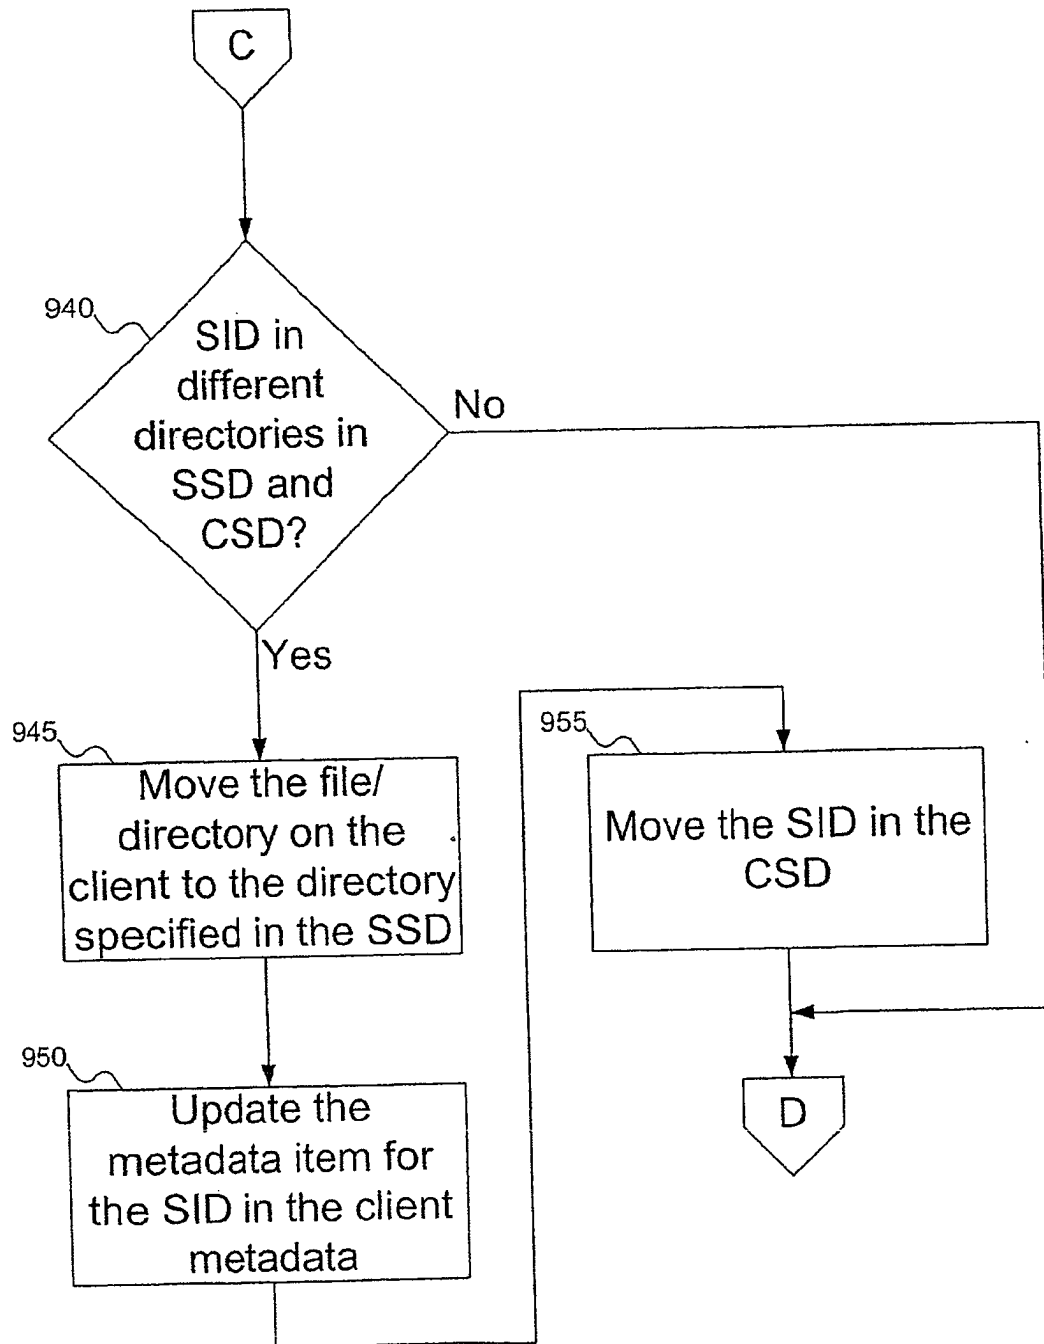 C
940
SID in
different
directories in
SSD and
CSD?
No
Yes
945
Move the file/
directory on the
client to the directory
specified in the SSD
950
Update the
metadata item for
the SID in the client
metadata
955
Move the SID in the
CSD
D